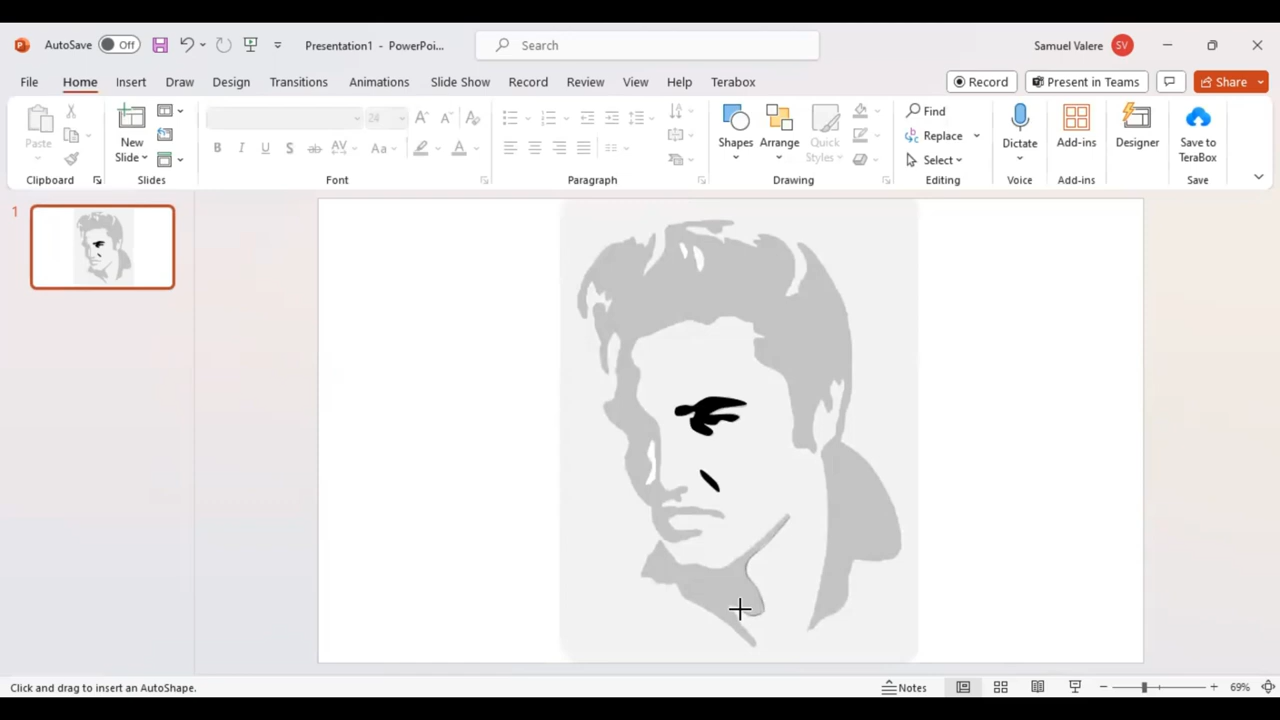 AutoSave Off Presentation1 - PowerPoi... Search Samuel Valere SV
File Home Insert Draw Design Transitions Animations Slide Show Record Review View Help Terabox Record Present in Teams Share
Paste New Slide B I U S ab AV Aa A A A A Shapes Arrange Quick Styles Find Replace Select Dictate Add-ins Designer Save to TeraBox
Clipboard Slides Font Paragraph Drawing Editing Voice Add-ins Save
1
Click and drag to insert an AutoShape. Notes 69%